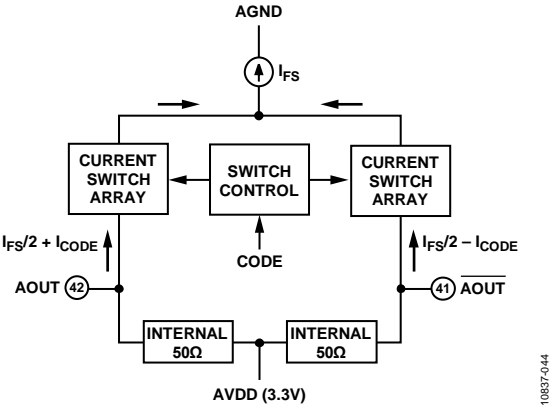 AGND
IFS
CURRENT
SWITCH
ARRAY
SWITCH
CONTROL
CURRENT
SWITCH
ARRAY
IFS/2 + ICODE
CODE
IFS/2 – ICODE
AOUT 42
41 AOUT
INTERNAL
50Ω
INTERNAL
50Ω
AVDD (3.3V)
10837-044